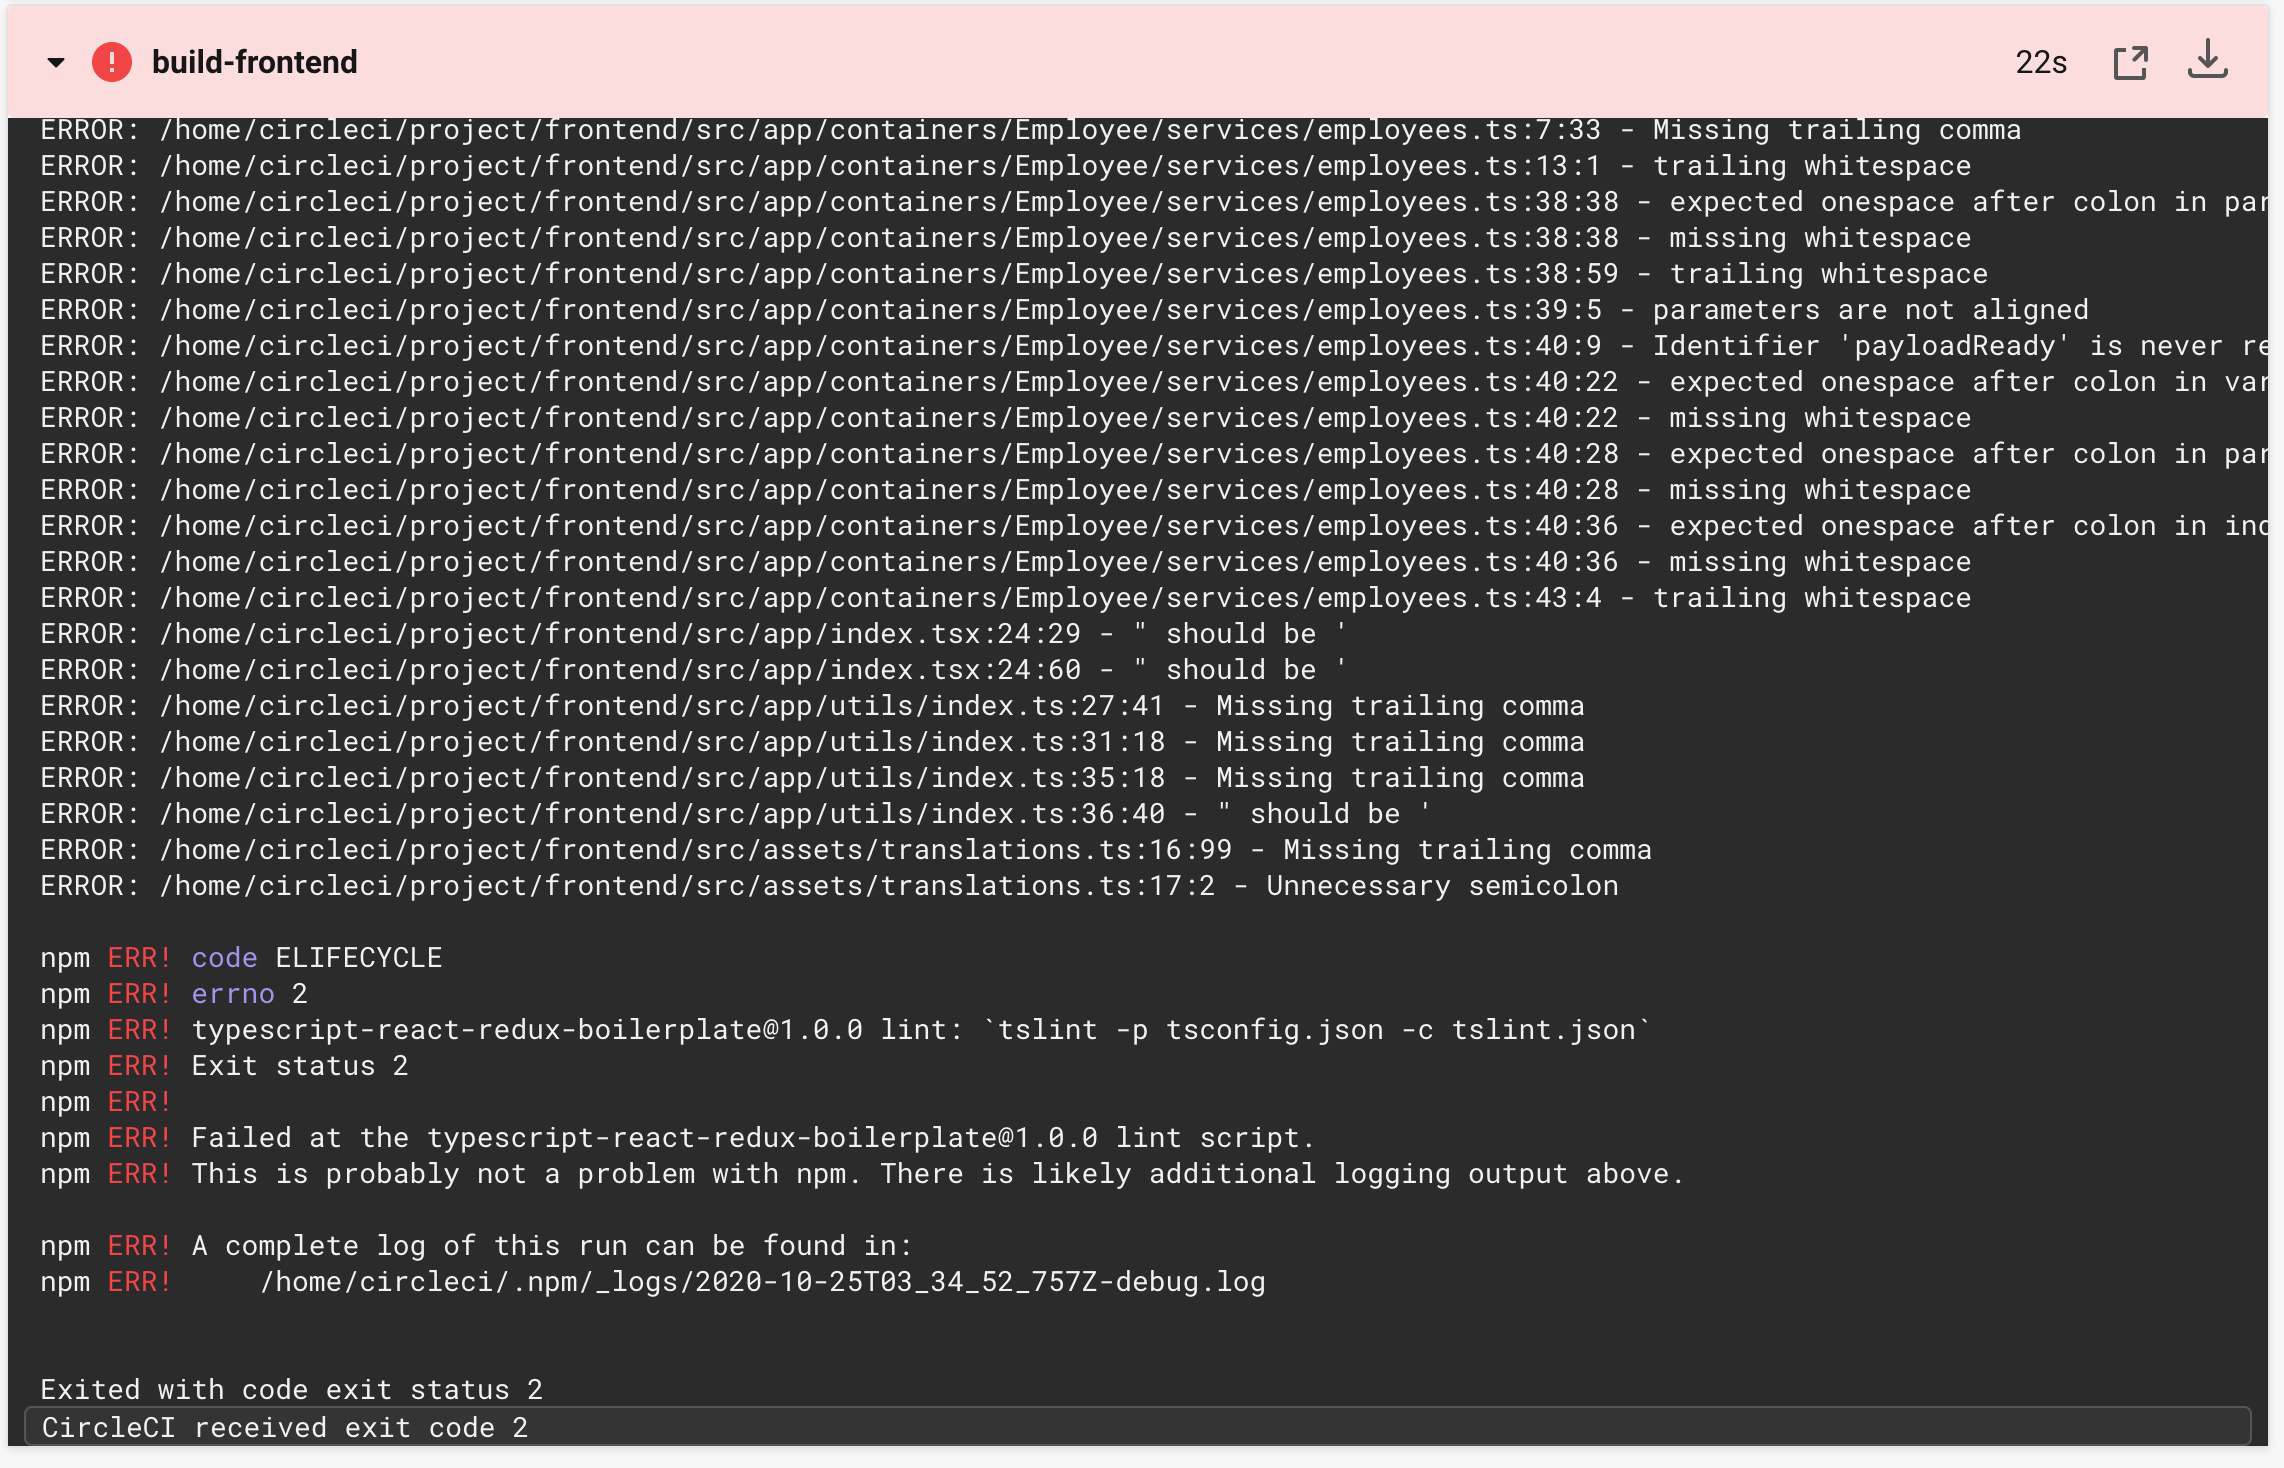 build-frontend
22s
ERROR: /home/circleci/project/frontend/src/app/containers/Employee/services/employees.ts:7:33 - Missing trailing comma
ERROR: /home/circleci/project/frontend/src/app/containers/Employee/services/employees.ts:13:1 - trailing whitespace
ERROR: /home/circleci/project/frontend/src/app/containers/Employee/services/employees.ts:38:38 - expected onespace after colon in par
ERROR: /home/circleci/project/frontend/src/app/containers/Employee/services/employees.ts:38:38 - missing whitespace
ERROR: /home/circleci/project/frontend/src/app/containers/Employee/services/employees.ts:38:59 - trailing whitespace
ERROR: /home/circleci/project/frontend/src/app/containers/Employee/services/employees.ts:39:5 - parameters are not aligned
ERROR: /home/circleci/project/frontend/src/app/containers/Employee/services/employees.ts:40:9 - Identifier 'payloadReady' is never re
ERROR: /home/circleci/project/frontend/src/app/containers/Employee/services/employees.ts:40:22 - expected onespace after colon in var
ERROR: /home/circleci/project/frontend/src/app/containers/Employee/services/employees.ts:40:22 - missing whitespace
ERROR: /home/circleci/project/frontend/src/app/containers/Employee/services/employees.ts:40:28 - expected onespace after colon in par
ERROR: /home/circleci/project/frontend/src/app/containers/Employee/services/employees.ts:40:28 - missing whitespace
ERROR: /home/circleci/project/frontend/src/app/containers/Employee/services/employees.ts:40:36 - expected onespace after colon in ind
ERROR: /home/circleci/project/frontend/src/app/containers/Employee/services/employees.ts:40:36 - missing whitespace
ERROR: /home/circleci/project/frontend/src/app/containers/Employee/services/employees.ts:43:4 - trailing whitespace
ERROR: /home/circleci/project/frontend/src/app/index.tsx:24:29 - " should be '
ERROR: /home/circleci/project/frontend/src/app/index.tsx:24:60 - " should be '
ERROR: /home/circleci/project/frontend/src/app/utils/index.ts:27:41 - Missing trailing comma
ERROR: /home/circleci/project/frontend/src/app/utils/index.ts:31:18 - Missing trailing comma
ERROR: /home/circleci/project/frontend/src/app/utils/index.ts:35:18 - Missing trailing comma
ERROR: /home/circleci/project/frontend/src/app/utils/index.ts:36:40 - " should be '
ERROR: /home/circleci/project/frontend/src/assets/translations.ts:16:99 - Missing trailing comma
ERROR: /home/circleci/project/frontend/src/assets/translations.ts:17:2 - Unnecessary semicolon
npm ERR! code ELIFECYCLE
npm ERR! errno 2
npm ERR! typescript-react-redux-boilerplate@1.0.0 lint: `tslint -p tsconfig.json -c tslint.json`
npm ERR! Exit status 2
npm ERR!
npm ERR! Failed at the typescript-react-redux-boilerplate@1.0.0 lint script.
npm ERR! This is probably not a problem with npm. There is likely additional logging output above.
npm ERR! A complete log of this run can be found in:
npm ERR!     /home/circleci/.npm/_logs/2020-10-25T03_34_52_757Z-debug.log
Exited with code exit status 2
CircleCI received exit code 2